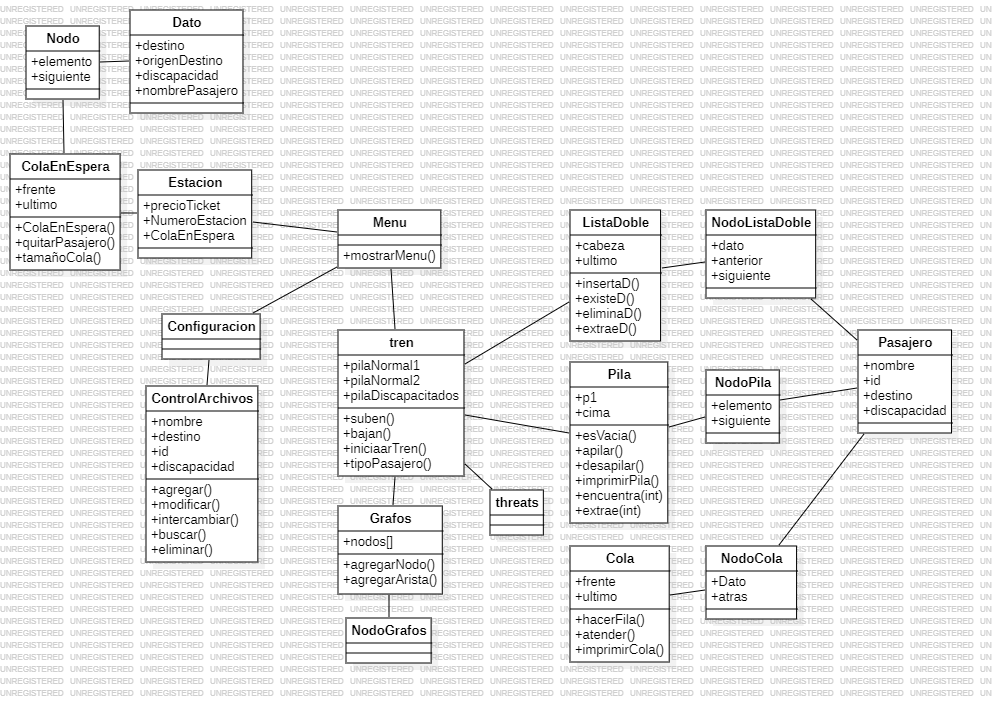 Nodo
+elemento
+siguiente
Dato
+destino
+origenDestino
+discapacidad
+nombrePasajero
ColaEnEspera
+frente
+ultimo
+ColaEnEspera()
+quitarPasajero()
+tamañoCola()
Estacion
+precioTicket
+NumeroEstacion
+ColaEnEspera
Menu
+mostrarMenu()
Configuracion
ControlArchivos
+nombre
+destino
+id
+discapacidad
+agregar()
+modificar()
+intercambiar()
+buscar()
+eliminar()
tren
+pilaNormal1
+pilaNormal2
+pilaDiscapacitados
+suben()
+bajan()
+iniciaarTren()
+tipoPasajero()
threats
Grafos
+nodos[]
+agregarNodo()
+agregarArista()
NodoGrafos
ListaDoble
+cabeza
+ultimo
+insertaD()
+existeD()
+eliminaD()
+extraeD()
NodoListaDoble
+dato
+anterior
+siguiente
Pila
+p1
+cima
+esVacia()
+apilar()
+desapilar()
+imprimirPila()
+encuentra(int)
+extrae(int)
NodoPila
+elemento
+siguiente
Pasajero
+nombre
+id
+destino
+discapacidad
Cola
+frente
+ultimo
+hacerFila()
+atender()
+imprimirCola()
NodoCola
+Dato
+atras
UNREGISTERED